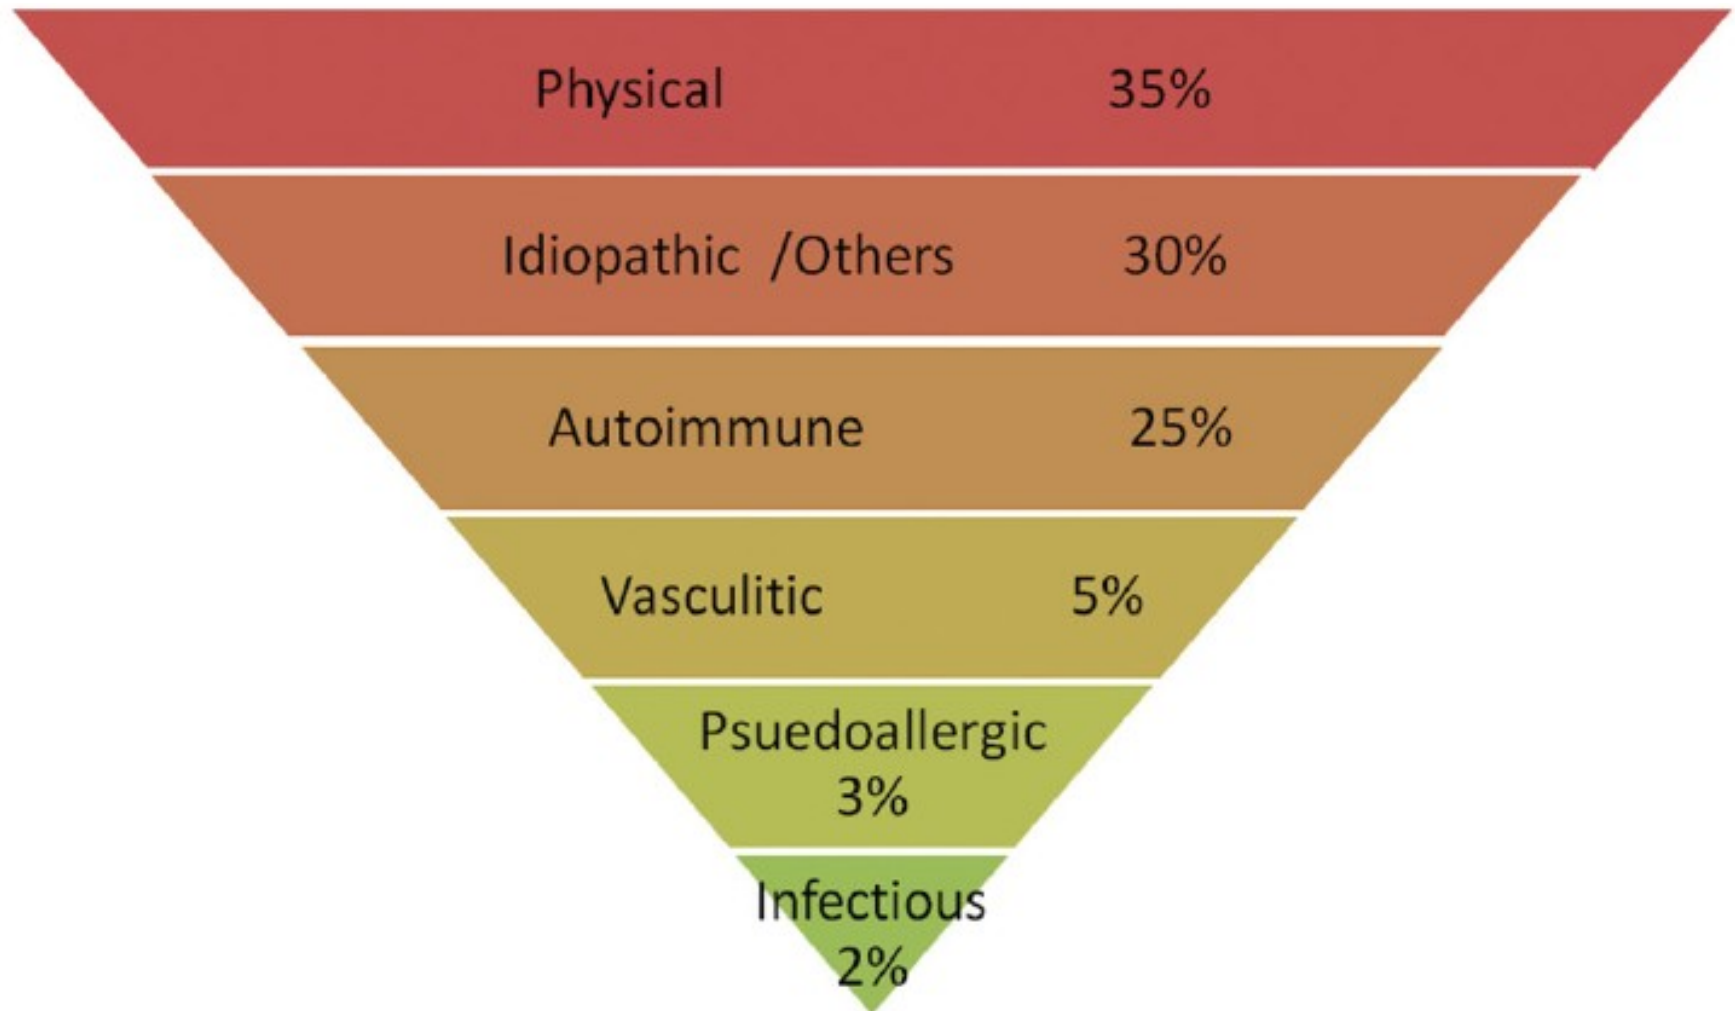 Physical 35%
Idiopathic /Others 30%
Autoimmune 25%
Vasculitic 5%
Psuedoallergic
3%
Infectious
2%